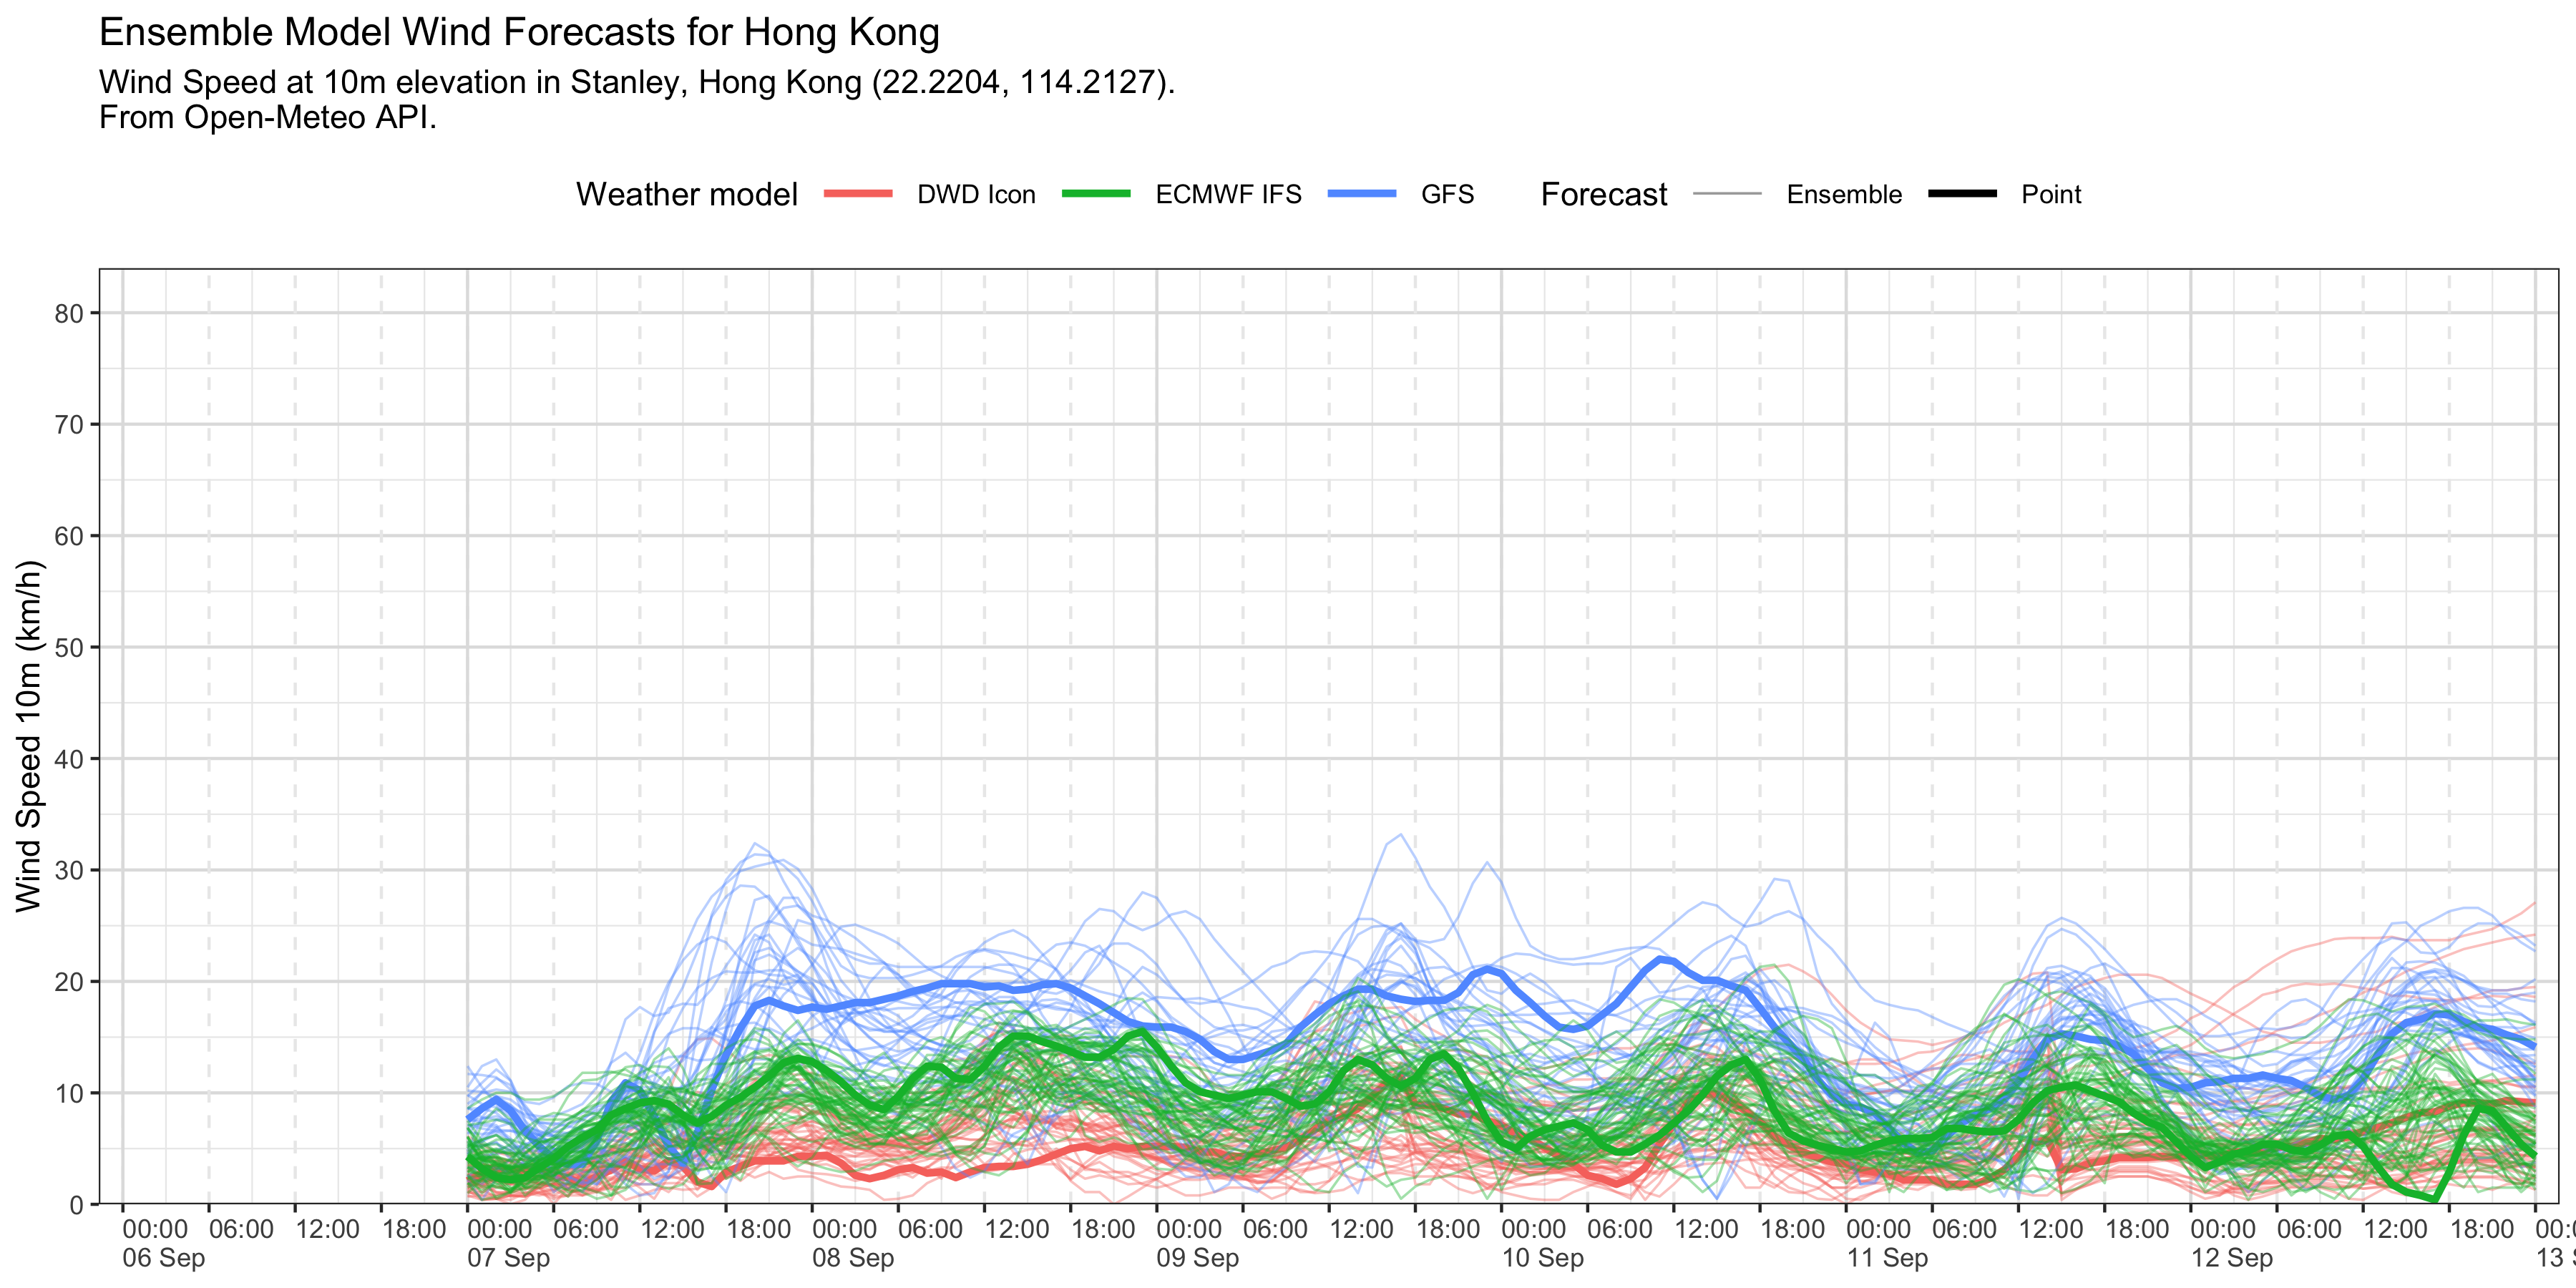 Ensemble Model Wind Forecasts for Hong Kong
Wind Speed at 10m elevation in Stanley, Hong Kong (22.2204, 114.2127).
From Open-Meteo API.
Weather model DWD Icon ECMWF IFS GFS Forecast Ensemble Point
Wind Speed 10m (km/h)
80
70
60
50
40
30
20
10
0
00:00 06:00 12:00 18:00 00:00 06:00 12:00 18:00 00:00 06:00 12:00 18:00 00:00 06:00 12:00 18:00 00:00 06:00 12:00 18:00 00:00 06:00 12:00 18:00 00:00 06:00 12:00 18:00 00:0
06 Sep 07 Sep 08 Sep 09 Sep 10 Sep 11 Sep 12 Sep 13 S